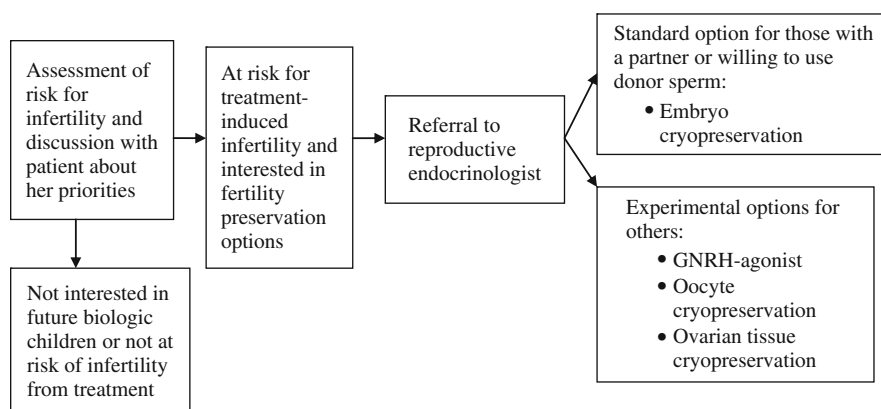 Assessment of
risk for
infertility and
discussion with
patient about
her priorities
Not interested in
future biologic
children or not at
risk of infertility
from treatment
At risk for
treatment-
induced
infertility and
interested in
fertility
preservation
options
Referral to
reproductive
endocrinologist
Standard option for those with
a partner or willing to use
donor sperm:
• Embryo
cryopreservation
Experimental options for
others:
• GNRH-agonist
• Oocyte
cryopreservation
• Ovarian tissue
cryopreservation